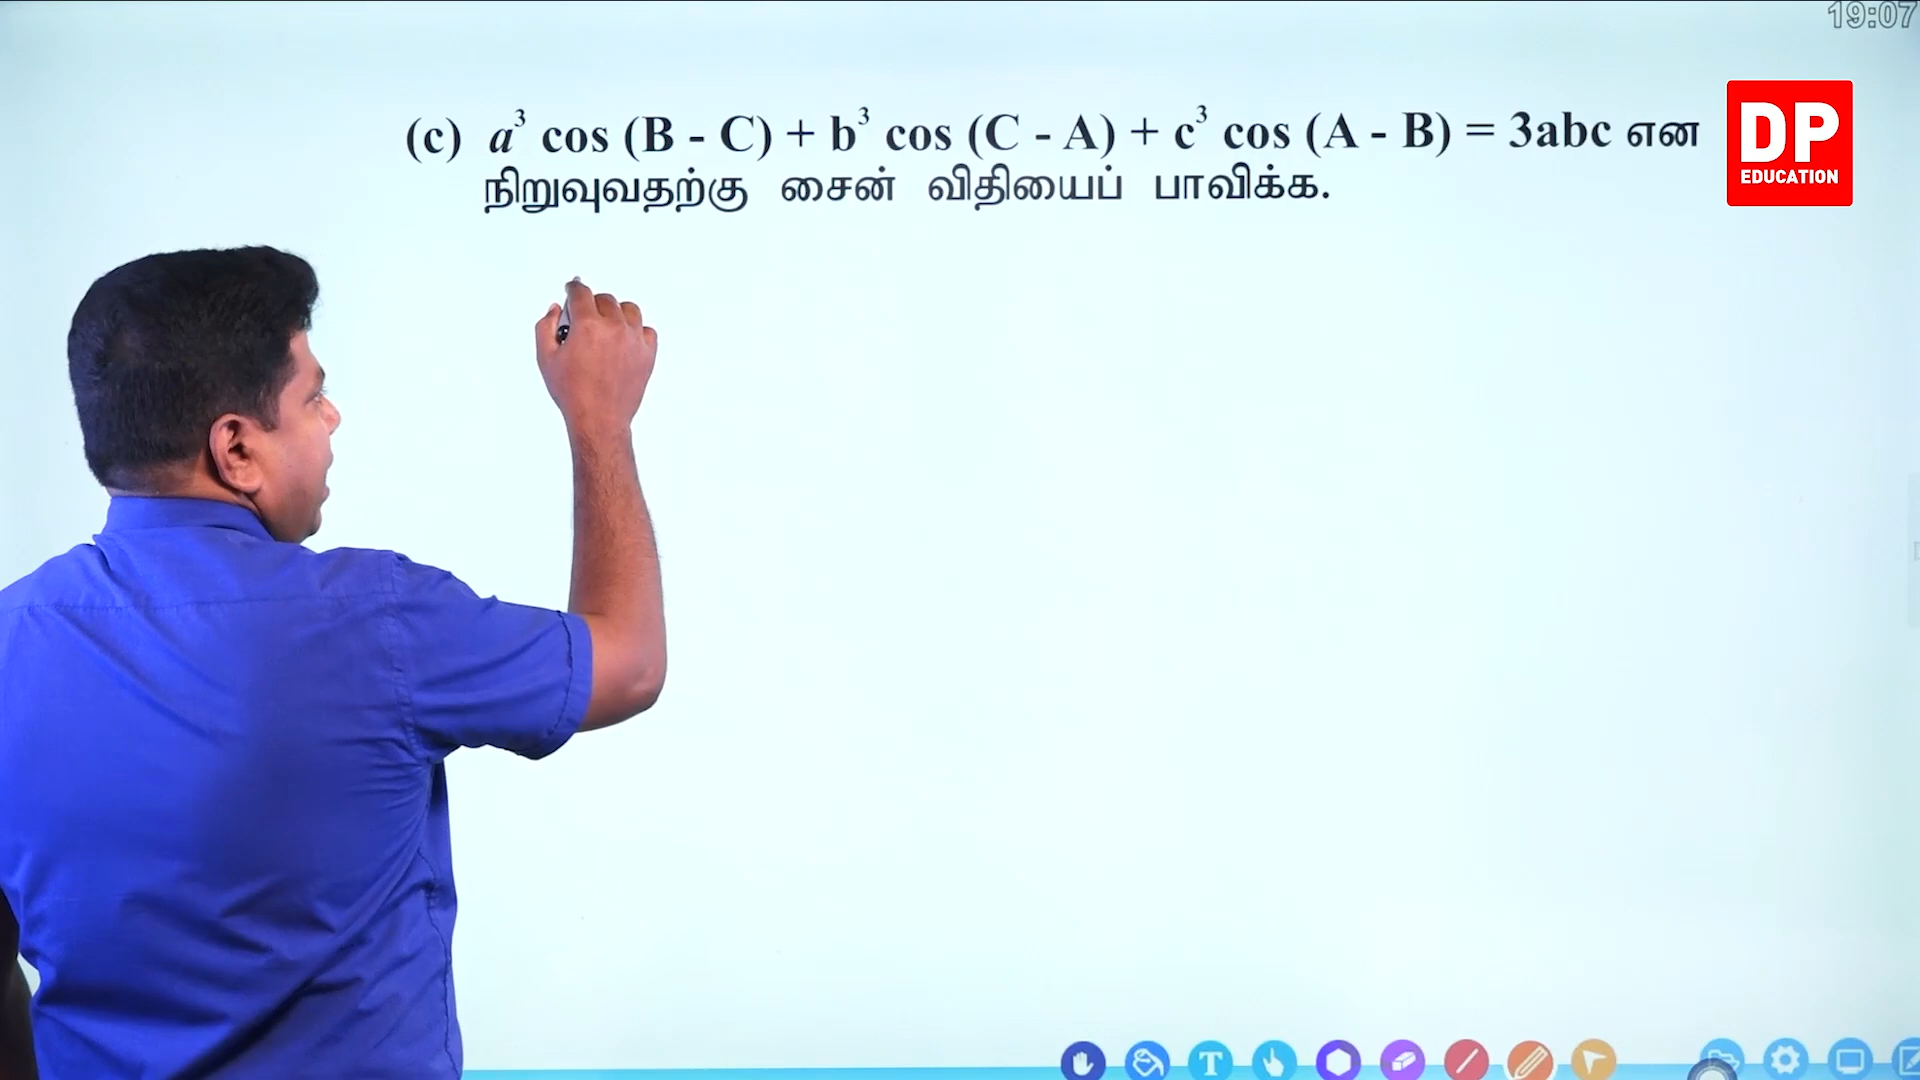 19:07
(c) a³ cos (B - C) + b³ cos (C - A) + c³ cos (A - B) = 3abc என
நிறுவுவதற்கு சைன் விதியைப் பாவிக்க.
DP
EDUCATION
T